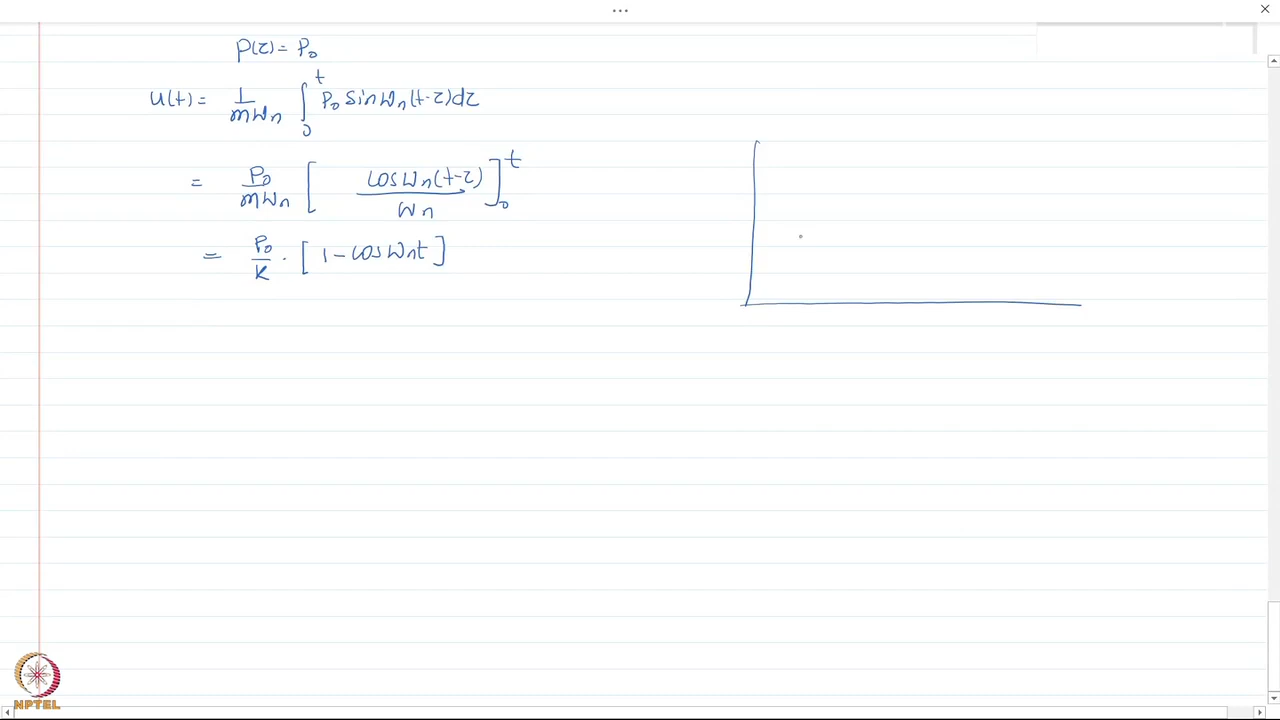 P(τ) = P₀
u(t) = 1/mωₙ ∫₀ᵗ P₀ sin ωₙ(t-τ)dτ
= P₀/mωₙ [ cos ωₙ(t-τ)/ωₙ ]₀ᵗ
= P₀/k · [1 - cos ωₙt]
NPTEL